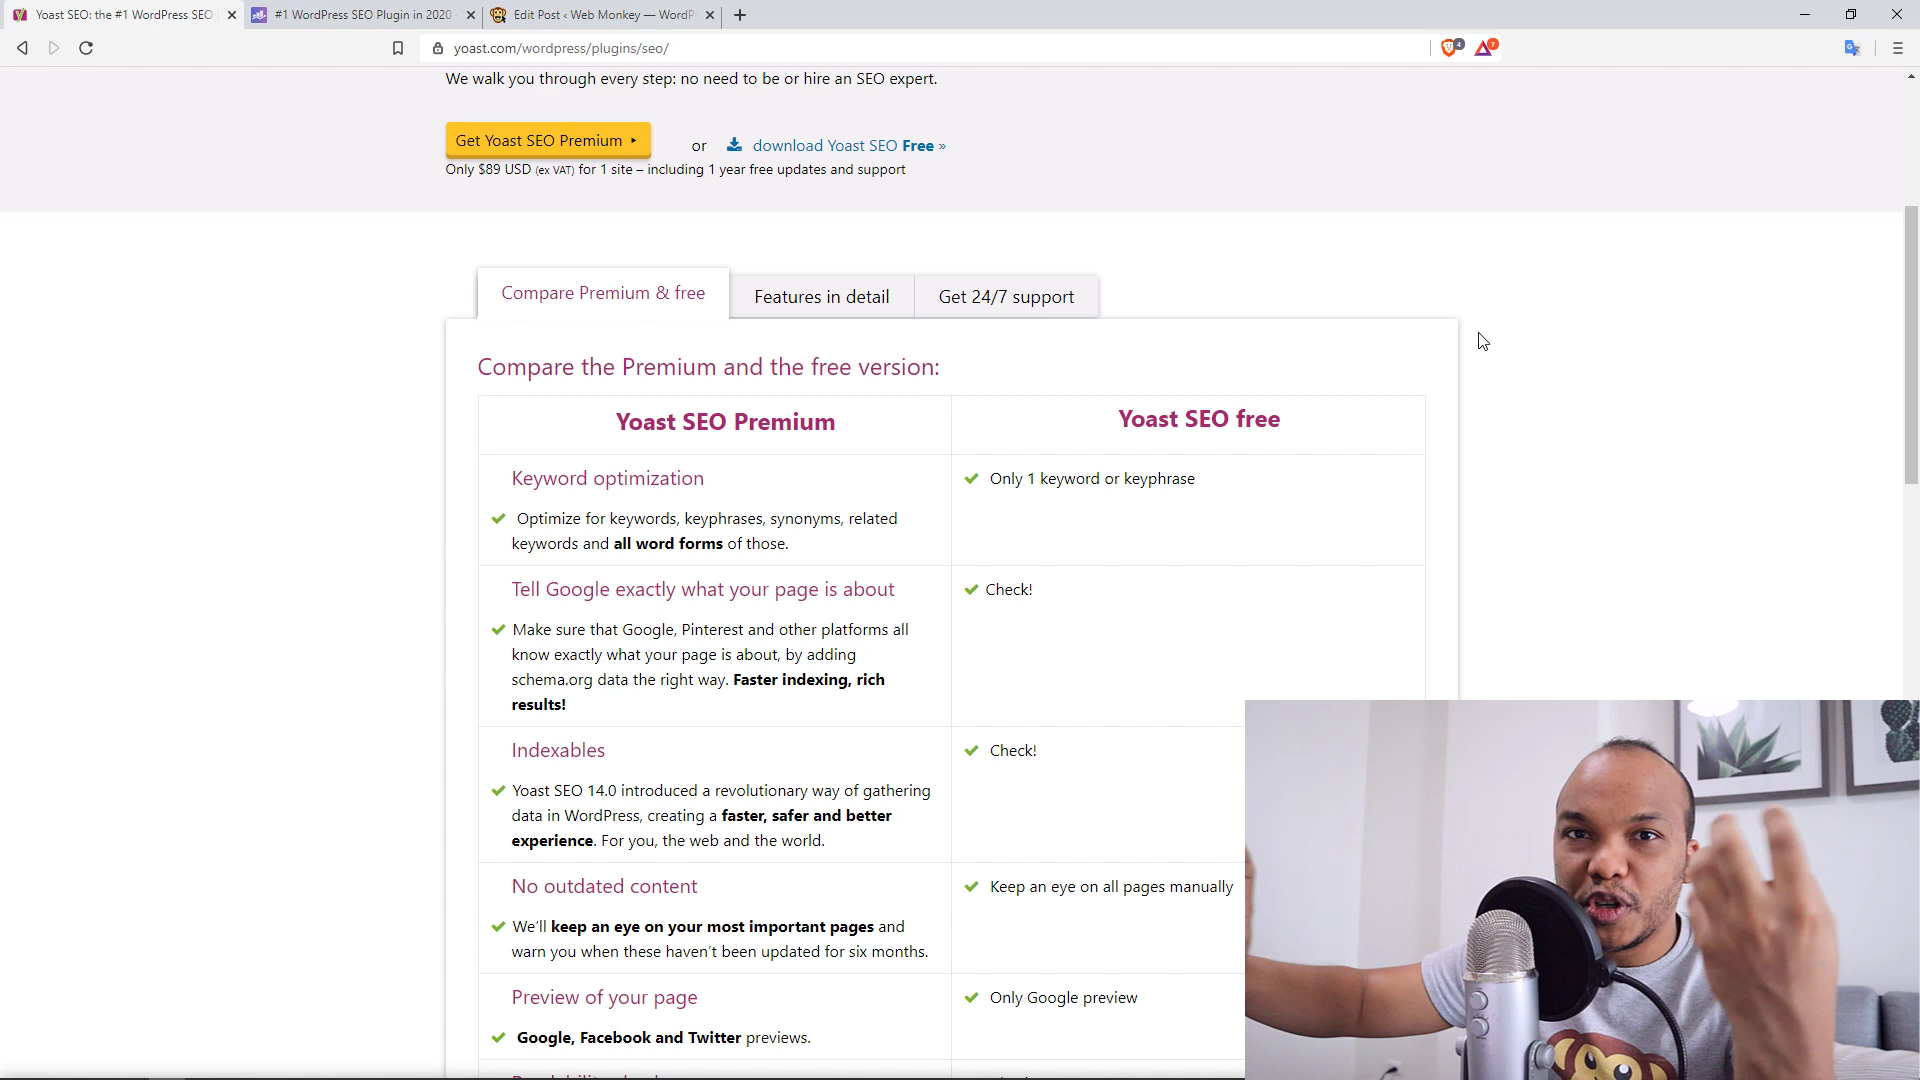 Yoast SEO: the #1 WordPress SEO
#1 WordPress SEO Plugin in 2020
Edit Post ‹ Web Monkey — WordP
yoast.com/wordpress/plugins/seo/
4
7
We walk you through every step: no need to be or hire an SEO expert.
Get Yoast SEO Premium ▸
or
download Yoast SEO Free »
Only $89 USD (ex VAT) for 1 site – including 1 year free updates and support
Compare Premium & free
Features in detail
Get 24/7 support
Compare the Premium and the free version:
Yoast SEO Premium
Yoast SEO free
Keyword optimization
Only 1 keyword or keyphrase
Optimize for keywords, keyphrases, synonyms, related
keywords and all word forms of those.
Tell Google exactly what your page is about
Check!
Make sure that Google, Pinterest and other platforms all
know exactly what your page is about, by adding
schema.org data the right way. Faster indexing, rich
results!
Indexables
Check!
Yoast SEO 14.0 introduced a revolutionary way of gathering
data in WordPress, creating a faster, safer and better
experience. For you, the web and the world.
No outdated content
Keep an eye on all pages manually
We'll keep an eye on your most important pages and
warn you when these haven't been updated for six months.
Preview of your page
Only Google preview
Google, Facebook and Twitter previews.